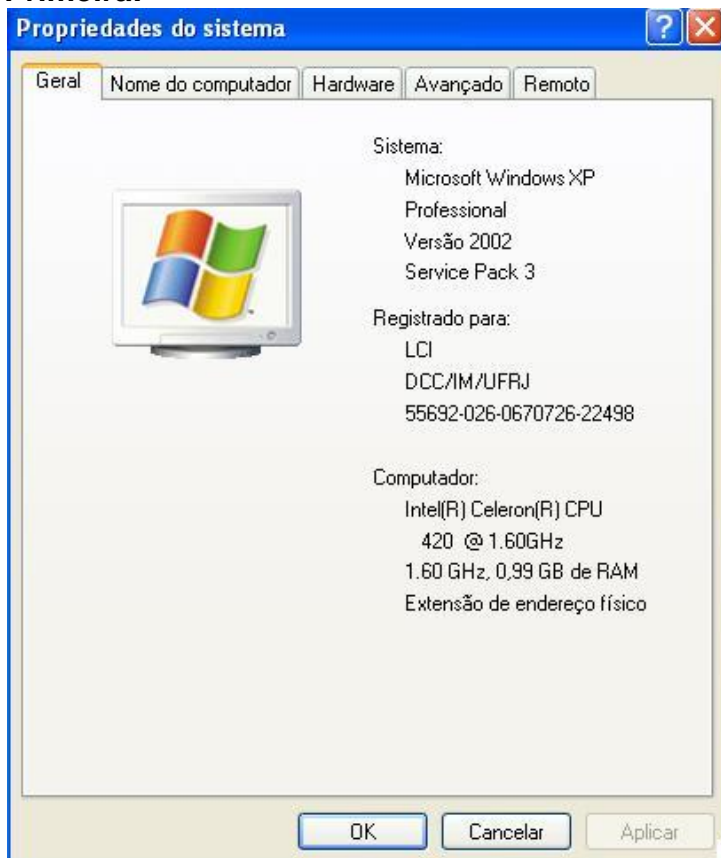 Propriedades do sistema
Geral Nome do computador Hardware Avançado Remoto
Sistema:
Microsoft Windows XP
Professional
Versão 2002
Service Pack 3
Registrado para:
LCI
DCC/IM/UFRJ
55692-026-0670726-22498
Computador:
Intel(R) Celeron(R) CPU
420 @ 1.60GHz
1.60 GHz, 0,99 GB de RAM
Extensão de endereço físico
OK Cancelar Aplicar